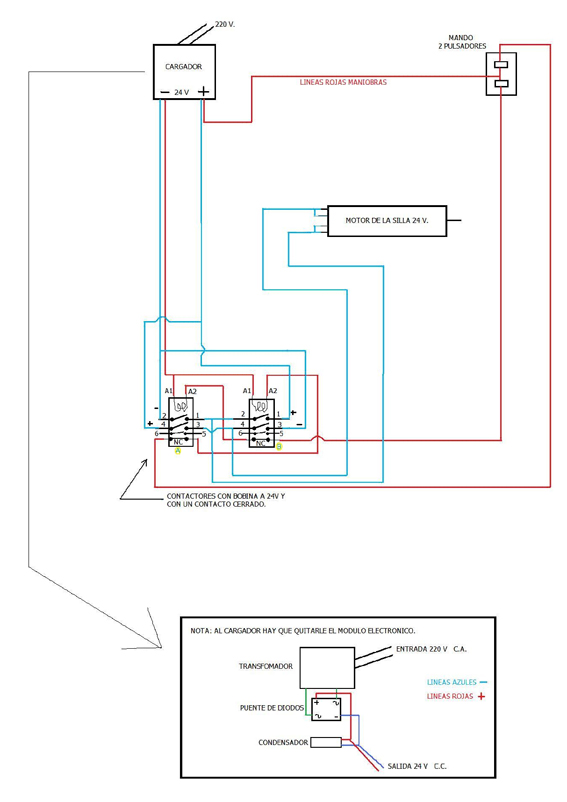 220 V.
CARGADOR
— 24 V +
MANDO
2 PULSADORES
LINEAS ROJAS MANIOBRAS
MOTOR DE LA SILLA 24 V.
A1 A2
A1 A2
- 2 1
+ 4 3
6 5
NC
A
2 1 +
4 3 -
6 5
NC
B
CONTACTORES CON BOBINA A 24V Y
CON UN CONTACTO CERRADO.
NOTA: AL CARGADOR HAY QUE QUITARLE EL MODULO ELECTRONICO.
ENTRADA 220 V C.A.
TRANSFOMADOR
LINEAS AZULES —
LINEAS ROJAS +
PUENTE DE DIODOS
+ ~
~ -
CONDENSADOR
SALIDA 24 V C.C.